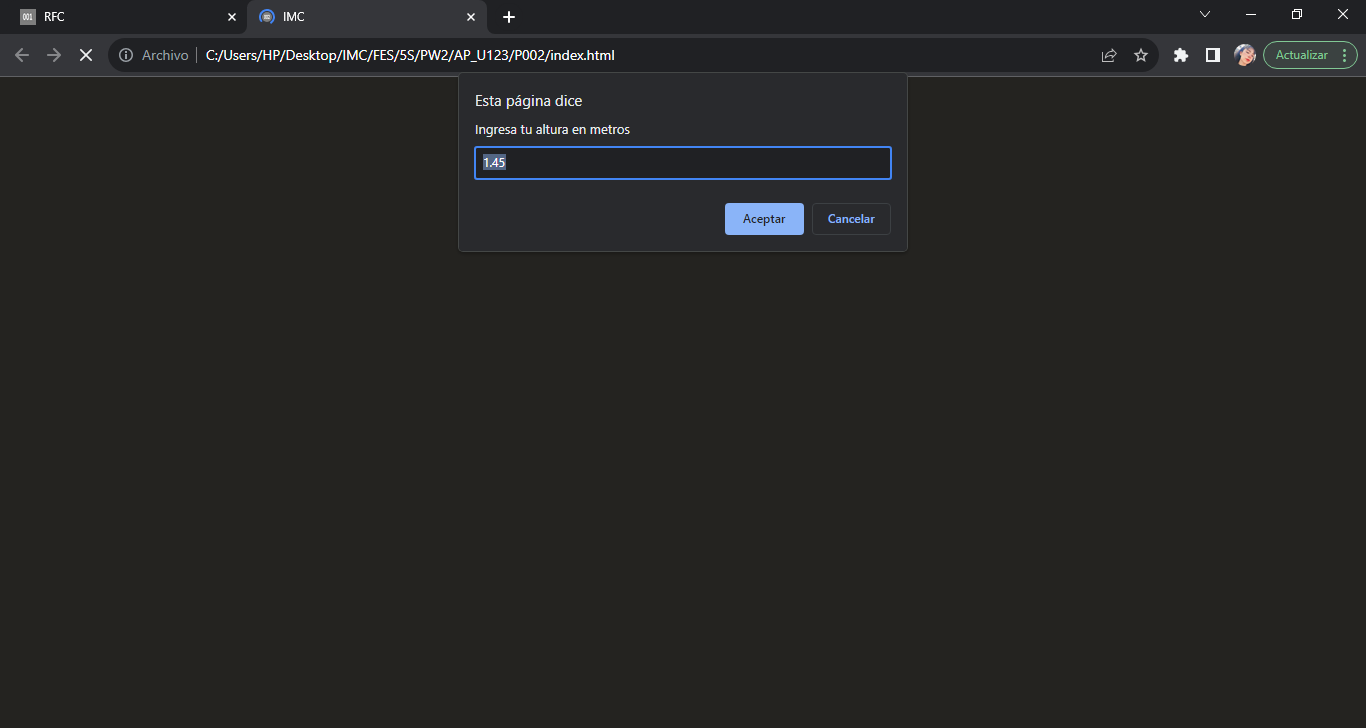 001 RFC
IMC
Archivo C:/Users/HP/Desktop/IMC/FES/5S/PW2/AP_U123/P002/index.html
Actualizar
Esta página dice
Ingresa tu altura en metros
1.45
Aceptar Cancelar